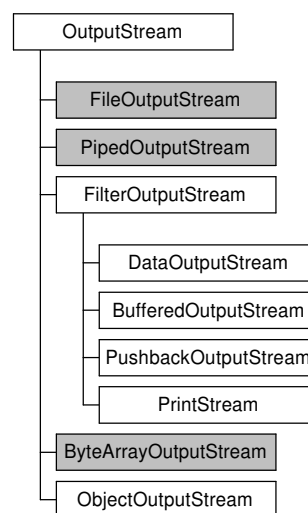 OutputStream
FileOutputStream
PipedOutputStream
FilterOutputStream
DataOutputStream
BufferedOutputStream
PushbackOutputStream
PrintStream
ByteArrayOutputStream
ObjectOutputStream